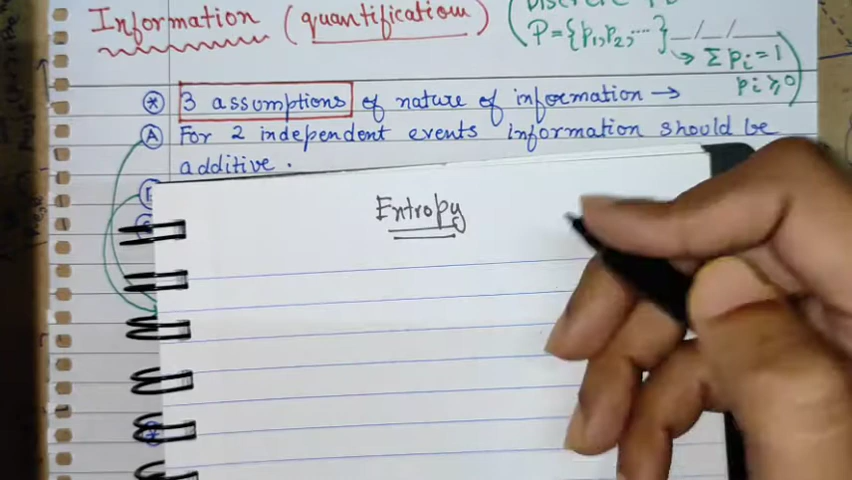 Information (quantification)
P = {p1, p2, ...}
→ Σ pi = 1
pi ≥ 0
* 3 assumptions of nature of information →
A For 2 independent events information should be
additive.
Entropy